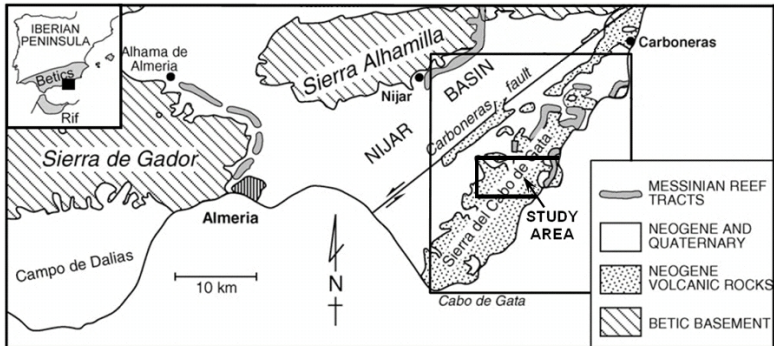 IBERIAN
PENINSULA
Betics
Rif
Alhama de
Almeria
Sierra Alhamilla
Nijar
Carboneras
BASIN
NIJAR
Carboneras fault
Sierra de Gador
Almeria
Campo de Dalias
10 km
N
Sierra del Cabo de Gata
STUDY
AREA
Cabo de Gata
MESSINIAN REEF
TRACTS
NEOGENE AND
QUATERNARY
NEOGENE
VOLCANIC ROCKS
BETIC BASEMENT